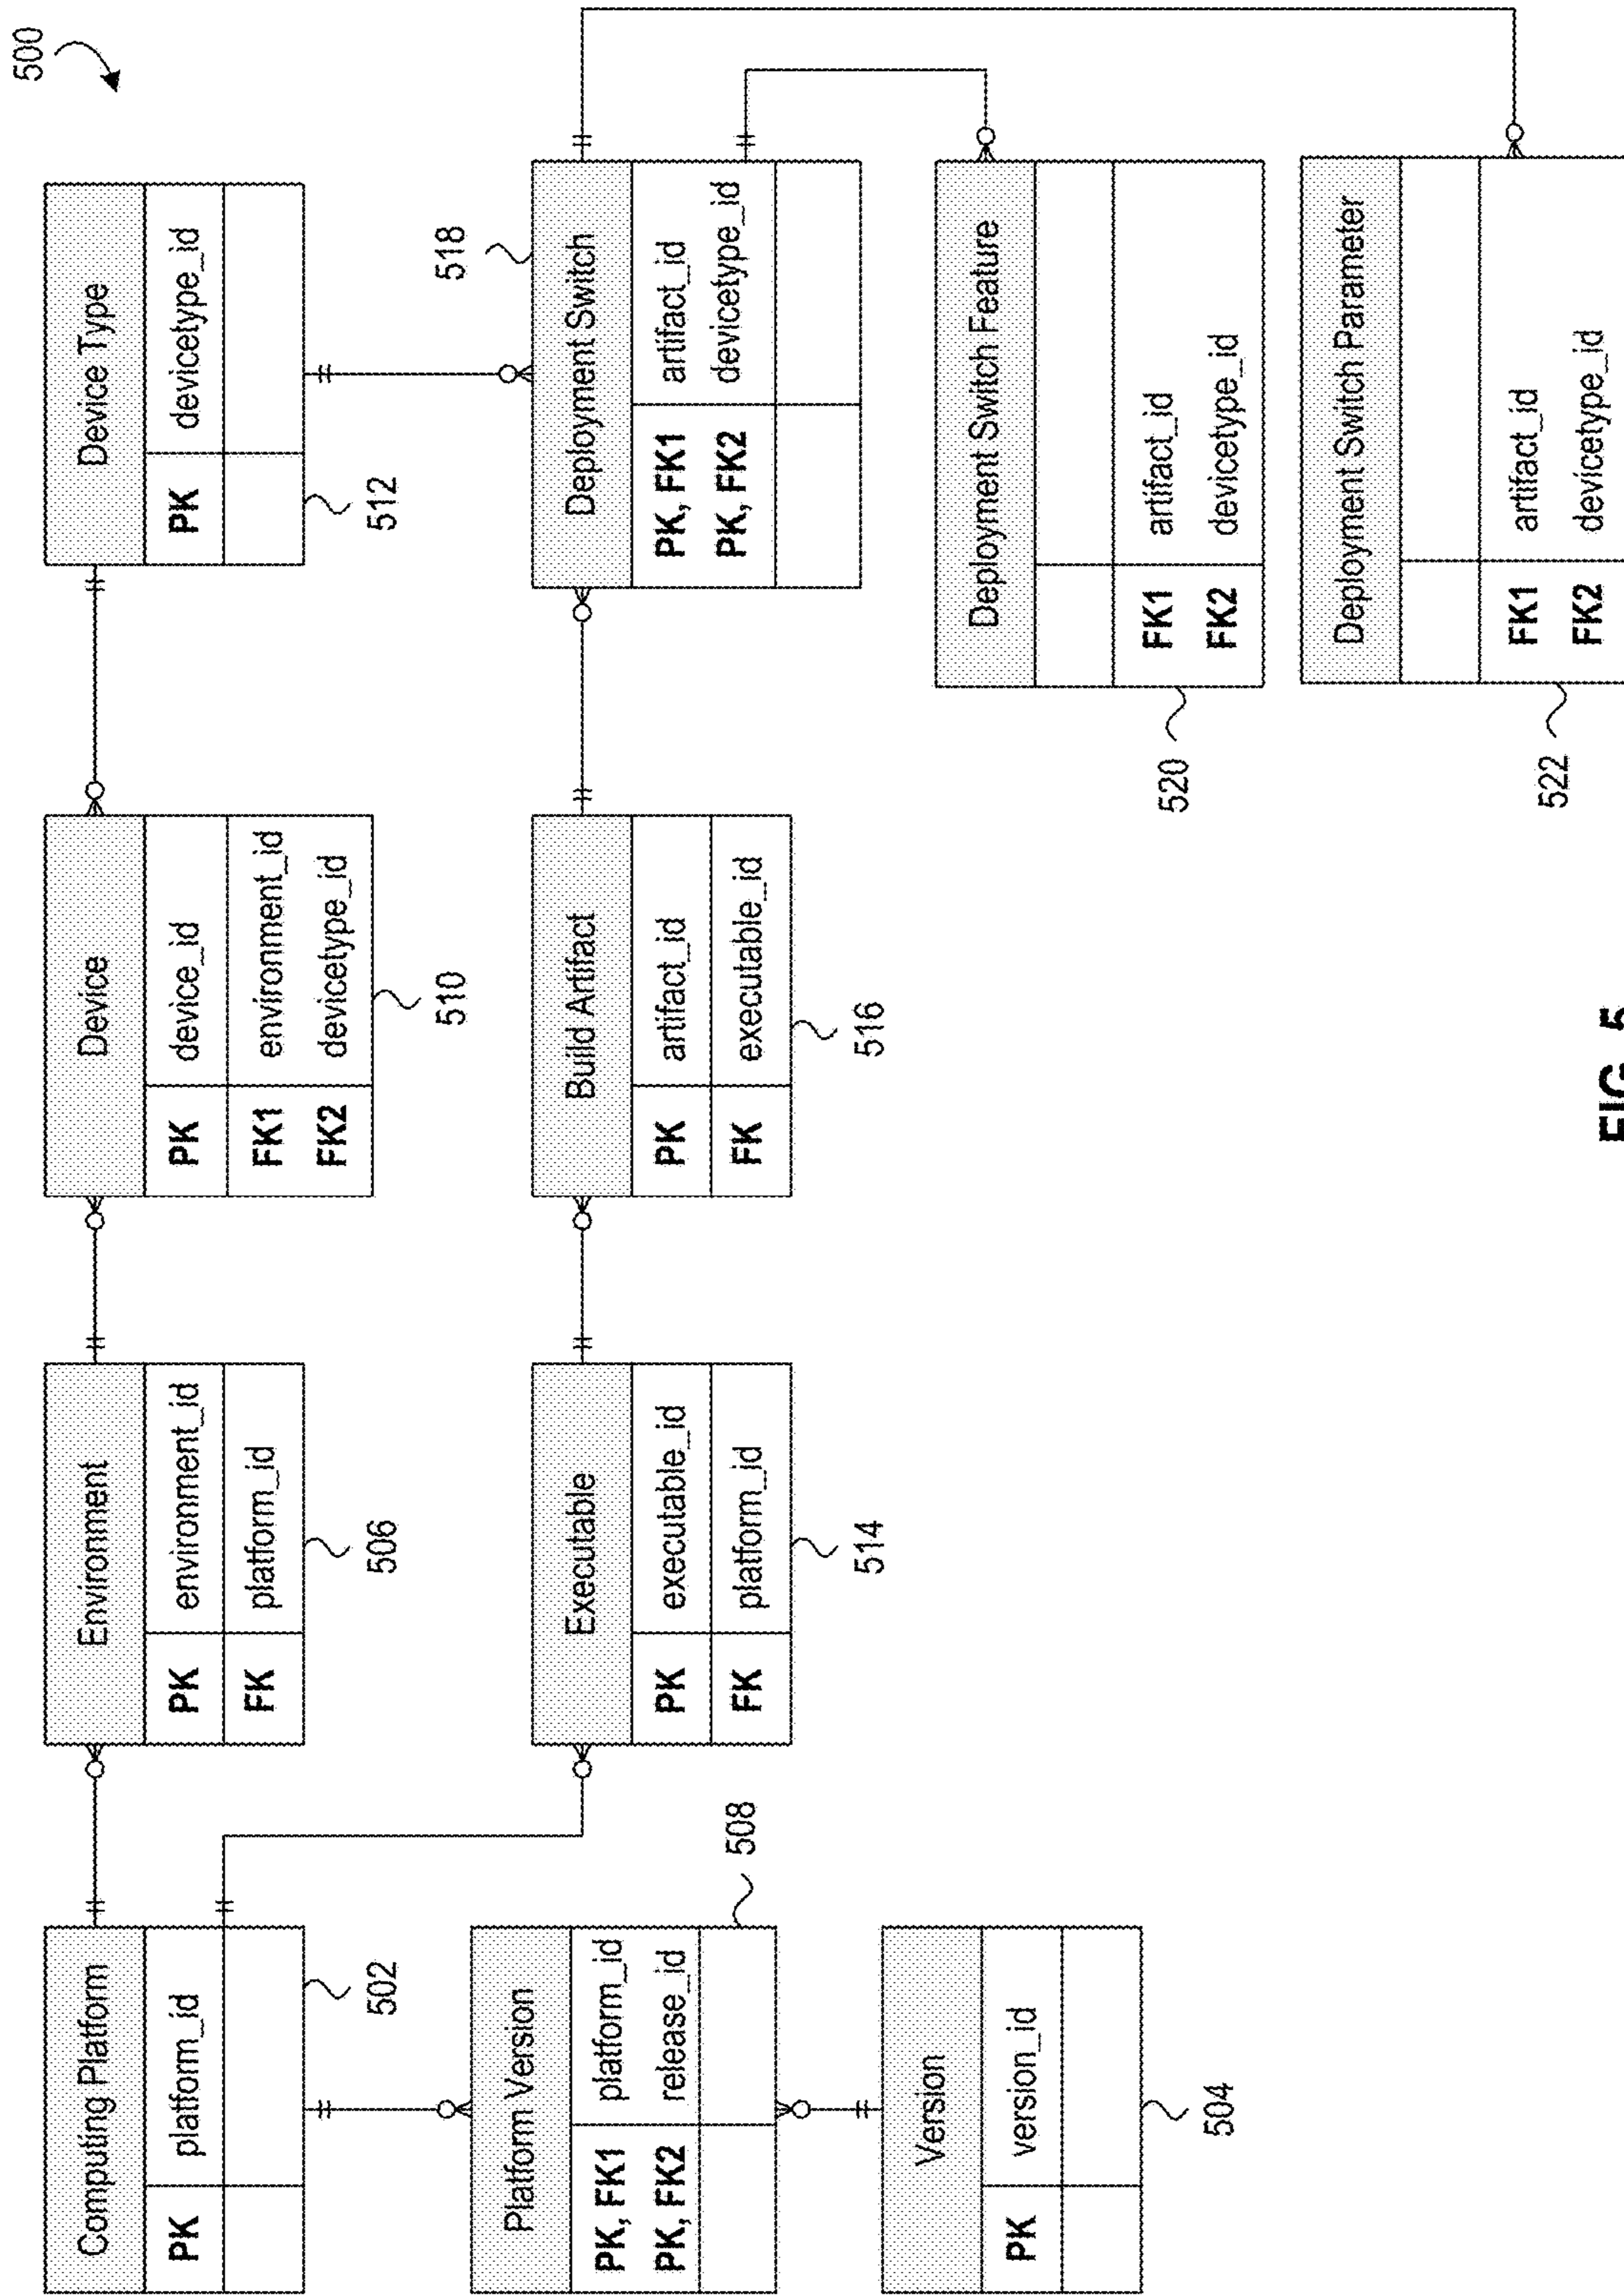 500
Computing Platform
PK platform_id
502
Environment
PK environment_id
FK platform_id
506
Device
PK device_id
FK1 environment_id
FK2 devicetype_id
510
Device Type
PK devicetype_id
512
Platform Version
PK, FK1 platform_id
PK, FK2 release_id
508
Executable
PK executable_id
FK platform_id
514
Build Artifact
PK artifact_id
FK executable_id
516
Deployment Switch
PK, FK1 artifact_id
PK, FK2 devicetype_id
518
Version
PK version_id
504
Deployment Switch Feature
FK1 artifact_id
FK2 devicetype_id
520
Deployment Switch Parameter
FK1 artifact_id
FK2 devicetype_id
522
FIG. 5